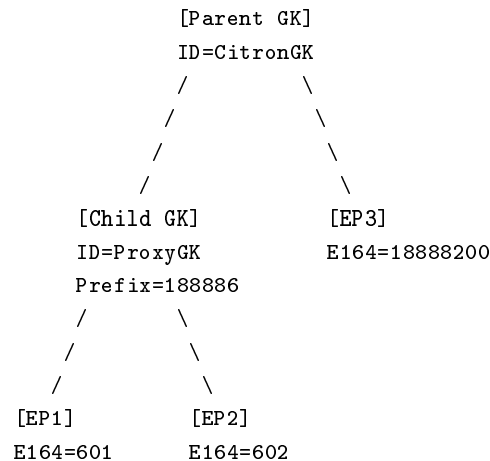 [Parent GK]
ID=CitronGK
[Child GK] [EP3]
ID=ProxyGK E164=18888200
Prefix=188886
[EP1] [EP2]
E164=601 E164=602